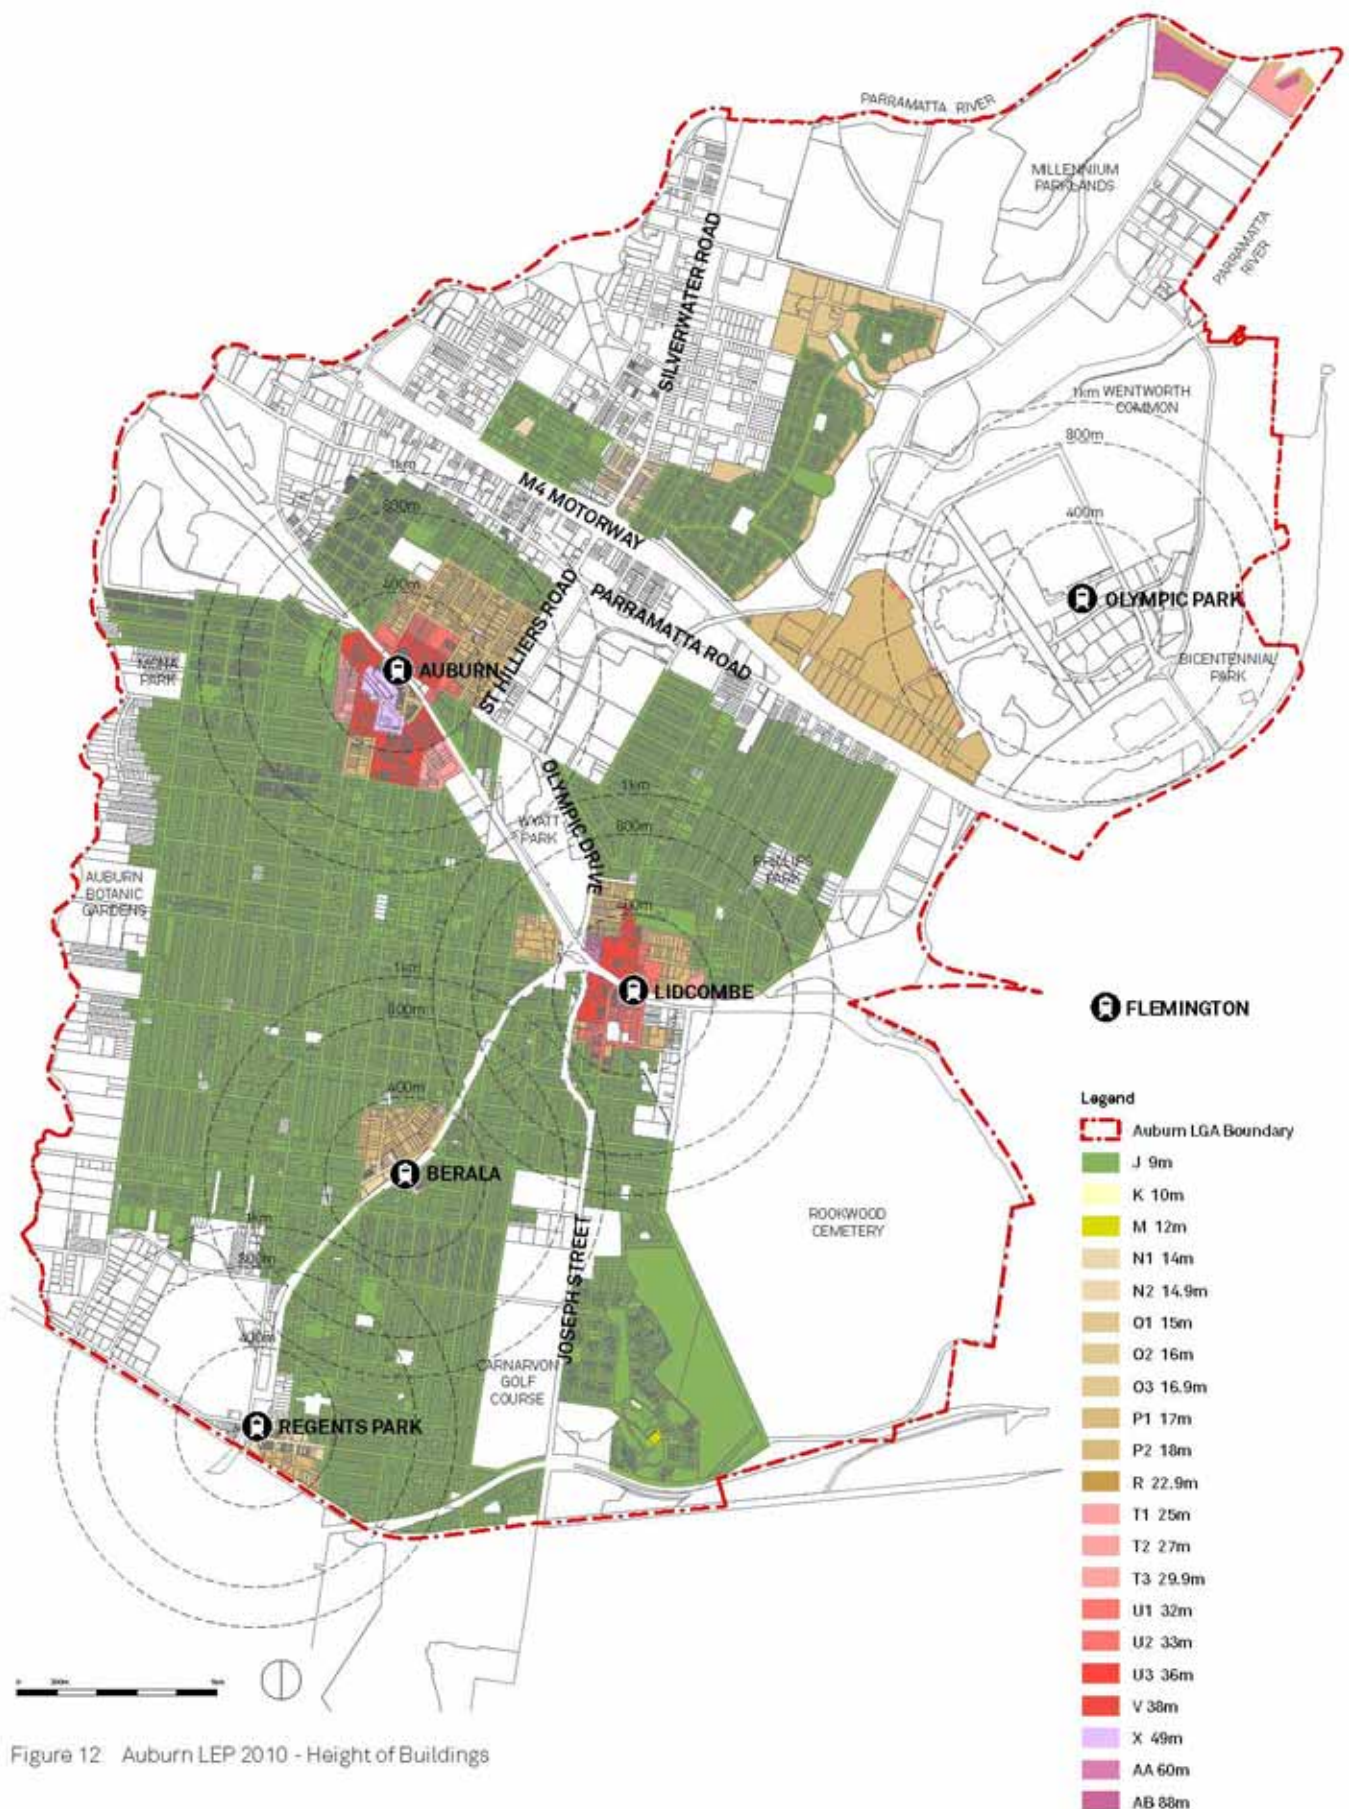 PARRAMATTA RIVER
MILLENNIUM
PARKLANDS
PARRAMATTA
RIVER
SILVERWATER ROAD
1km WENTWORTH
COMMON
800m
400m
1km
M4 MOTORWAY
800m
400m
ST HILLIERS ROAD
PARRAMATTA ROAD
OLYMPIC PARK
MONA
PARK
AUBURN
BICENTENNIAL
PARK
OLYMPIC DRIVE
1km
WYATT
PARK
800m
PHILLIPS
PARK
AUBURN
BOTANIC
GARDENS
400m
1km
LIDCOMBE
800m
FLEMINGTON
400m
BERALA
ROOKWOOD
CEMETERY
1km
800m
JOSEPH STREET
400m
CARNARVON
GOLF
COURSE
REGENTS PARK
Legend
Auburn LGA Boundary
J 9m
K 10m
M 12m
N1 14m
N2 14.9m
O1 15m
O2 16m
O3 16.9m
P1 17m
P2 18m
R 22.9m
T1 25m
T2 27m
T3 29.9m
U1 32m
U2 33m
U3 36m
V 38m
X 49m
AA 60m
AB 88m
Figure 12 Auburn LEP 2010 - Height of Buildings